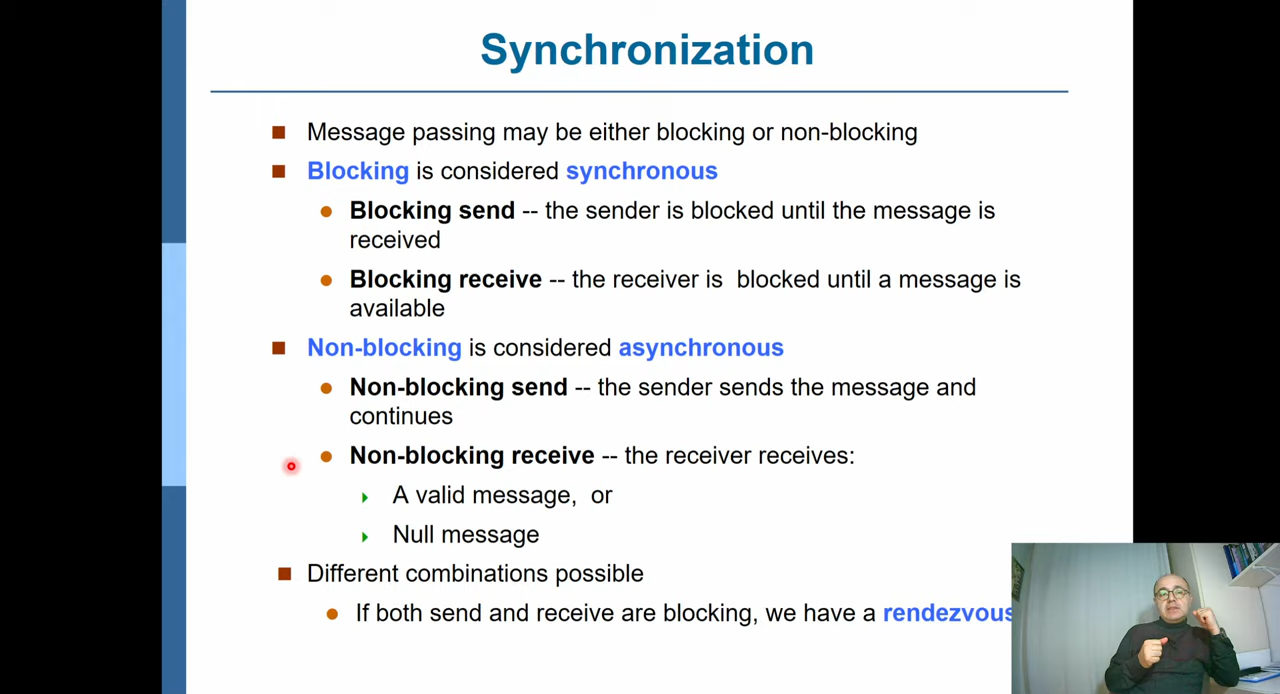 Synchronization
Message passing may be either blocking or non-blocking
Blocking is considered synchronous
Blocking send -- the sender is blocked until the message is
received
Blocking receive -- the receiver is blocked until a message is
available
Non-blocking is considered asynchronous
Non-blocking send -- the sender sends the message and
continues
Non-blocking receive -- the receiver receives:
A valid message, or
Null message
Different combinations possible
If both send and receive are blocking, we have a rendezvous